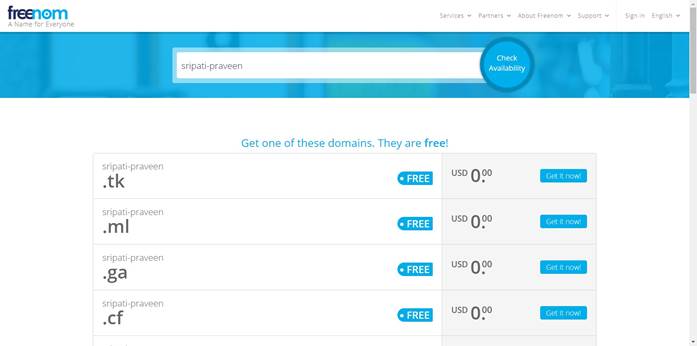 freenom
A Name for Everyone
Services Partners About Freenom Support Sign in English
sripati-praveen
Check
Availability
Get one of these domains. They are free!
sripati-praveen
.tk
FREE
USD 0.00
Get it now!
sripati-praveen
.ml
FREE
USD 0.00
Get it now!
sripati-praveen
.ga
FREE
USD 0.00
Get it now!
sripati-praveen
.cf
FREE
USD 0.00
Get it now!